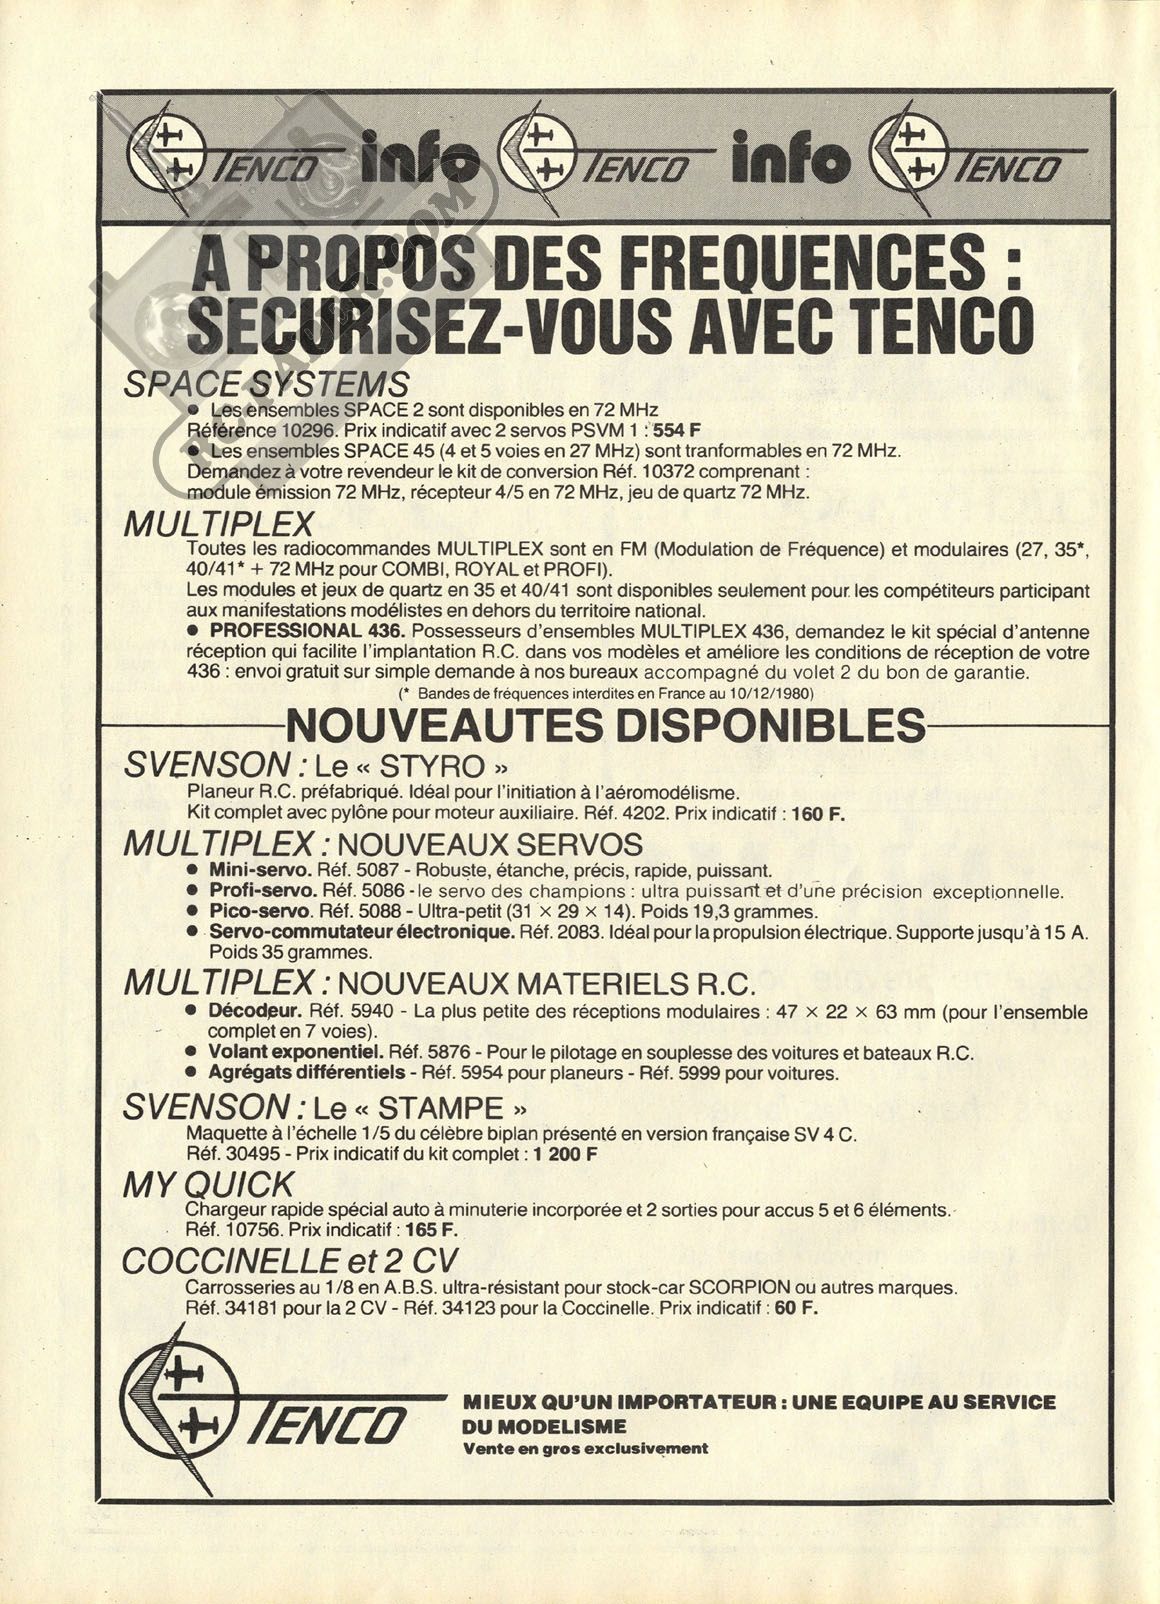 TENCO info TENCO info TENCO
A PROPOS DES FREQUENCES :
SECURISEZ-VOUS AVEC TENCO
RC-PAPER.COM
SPACE SYSTEMS
● Les ensembles SPACE 2 sont disponibles en 72 MHz
Référence 10296. Prix indicatif avec 2 servos PSVM 1 : 554 F
● Les ensembles SPACE 45 (4 et 5 voies en 27 MHz) sont tranformables en 72 MHz.
Demandez à votre revendeur le kit de conversion Réf. 10372 comprenant :
module émission 72 MHz, récepteur 4/5 en 72 MHz, jeu de quartz 72 MHz.
MULTIPLEX
Toutes les radiocommandes MULTIPLEX sont en FM (Modulation de Fréquence) et modulaires (27, 35*,
40/41* + 72 MHz pour COMBI, ROYAL et PROFI).
Les modules et jeux de quartz en 35 et 40/41 sont disponibles seulement pour les compétiteurs participant
aux manifestations modélistes en dehors du territoire national.
● PROFESSIONAL 436. Possesseurs d'ensembles MULTIPLEX 436, demandez le kit spécial d'antenne
réception qui facilite l'implantation R.C. dans vos modèles et améliore les conditions de réception de votre
436 : envoi gratuit sur simple demande à nos bureaux accompagné du volet 2 du bon de garantie.
(* Bandes de fréquences interdites en France au 10/12/1980)
NOUVEAUTES DISPONIBLES
SVENSON : Le « STYRO »
Planeur R.C. préfabriqué. Idéal pour l'initiation à l'aéromodélisme.
Kit complet avec pylône pour moteur auxiliaire. Réf. 4202. Prix indicatif : 160 F.
MULTIPLEX : NOUVEAUX SERVOS
● Mini-servo. Réf. 5087 - Robuste, étanche, précis, rapide, puissant.
● Profi-servo. Réf. 5086 - le servo des champions : ultra puissant et d'une précision exceptionnelle.
● Pico-servo. Réf. 5088 - Ultra-petit (31 × 29 × 14). Poids 19,3 grammes.
● Servo-commutateur électronique. Réf. 2083. Idéal pour la propulsion électrique. Supporte jusqu'à 15 A.
Poids 35 grammes.
MULTIPLEX : NOUVEAUX MATERIELS R.C.
● Décodeur. Réf. 5940 - La plus petite des réceptions modulaires : 47 × 22 × 63 mm (pour l'ensemble
complet en 7 voies).
● Volant exponentiel. Réf. 5876 - Pour le pilotage en souplesse des voitures et bateaux R.C.
● Agrégats différentiels - Réf. 5954 pour planeurs - Réf. 5999 pour voitures.
SVENSON : Le « STAMPE »
Maquette à l'échelle 1/5 du célèbre biplan présenté en version française SV 4 C.
Réf. 30495 - Prix indicatif du kit complet : 1 200 F
MY QUICK
Chargeur rapide spécial auto à minuterie incorporée et 2 sorties pour accus 5 et 6 éléments.
Réf. 10756. Prix indicatif : 165 F.
COCCINELLE et 2 CV
Carrosseries au 1/8 en A.B.S. ultra-résistant pour stock-car SCORPION ou autres marques.
Réf. 34181 pour la 2 CV - Réf. 34123 pour la Coccinelle. Prix indicatif : 60 F.
TENCO
MIEUX QU'UN IMPORTATEUR : UNE EQUIPE AU SERVICE
DU MODELISME
Vente en gros exclusivement